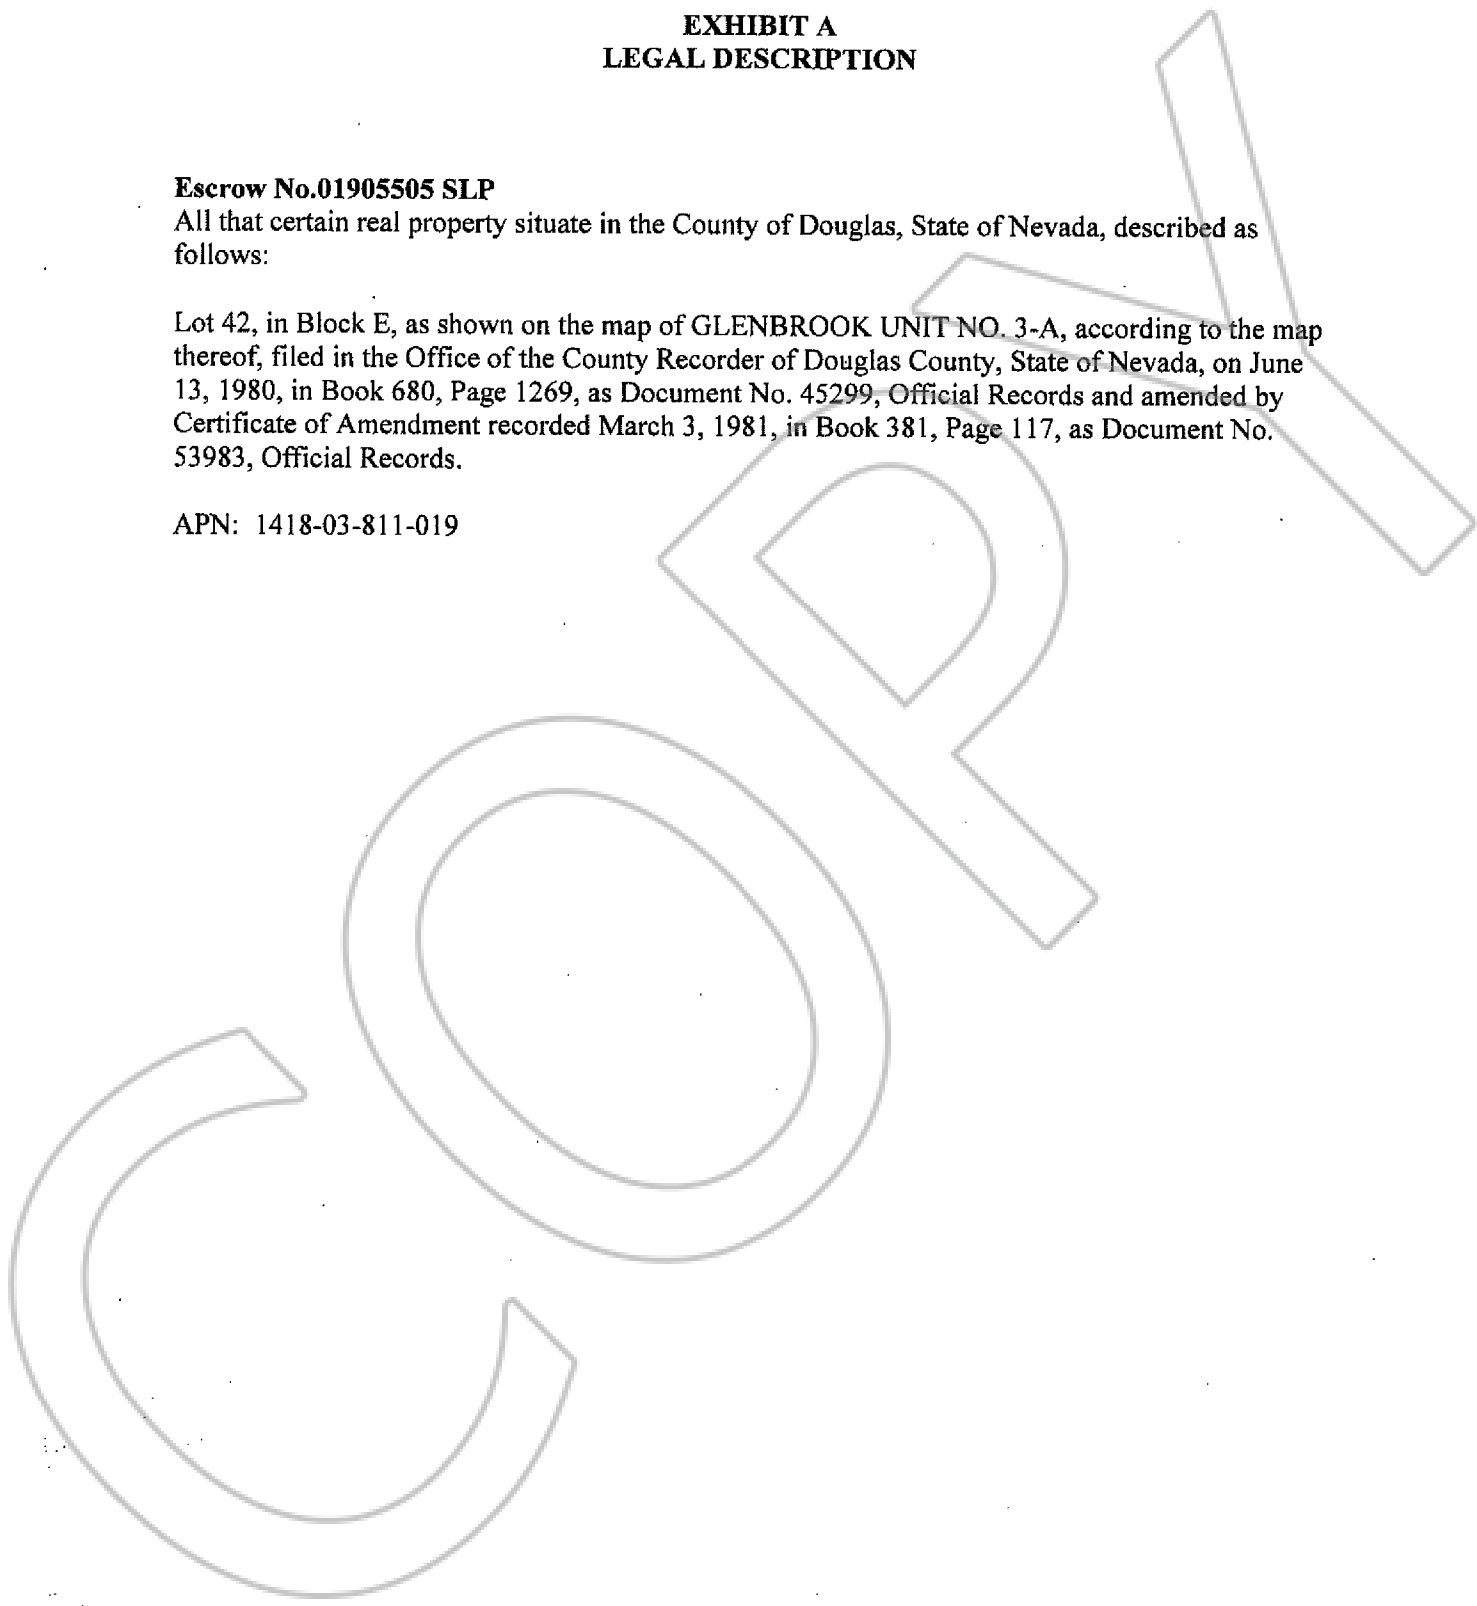 EXHIBIT A
LEGAL DESCRIPTION
Escrow No.01905505 SLP
All that certain real property situate in the County of Douglas, State of Nevada, described as
follows:
Lot 42, in Block E, as shown on the map of GLENBROOK UNIT NO. 3-A, according to the map
thereof, filed in the Office of the County Recorder of Douglas County, State of Nevada, on June
13, 1980, in Book 680, Page 1269, as Document No. 45299, Official Records and amended by
Certificate of Amendment recorded March 3, 1981, in Book 381, Page 117, as Document No.
53983, Official Records.
APN: 1418-03-811-019
COPY